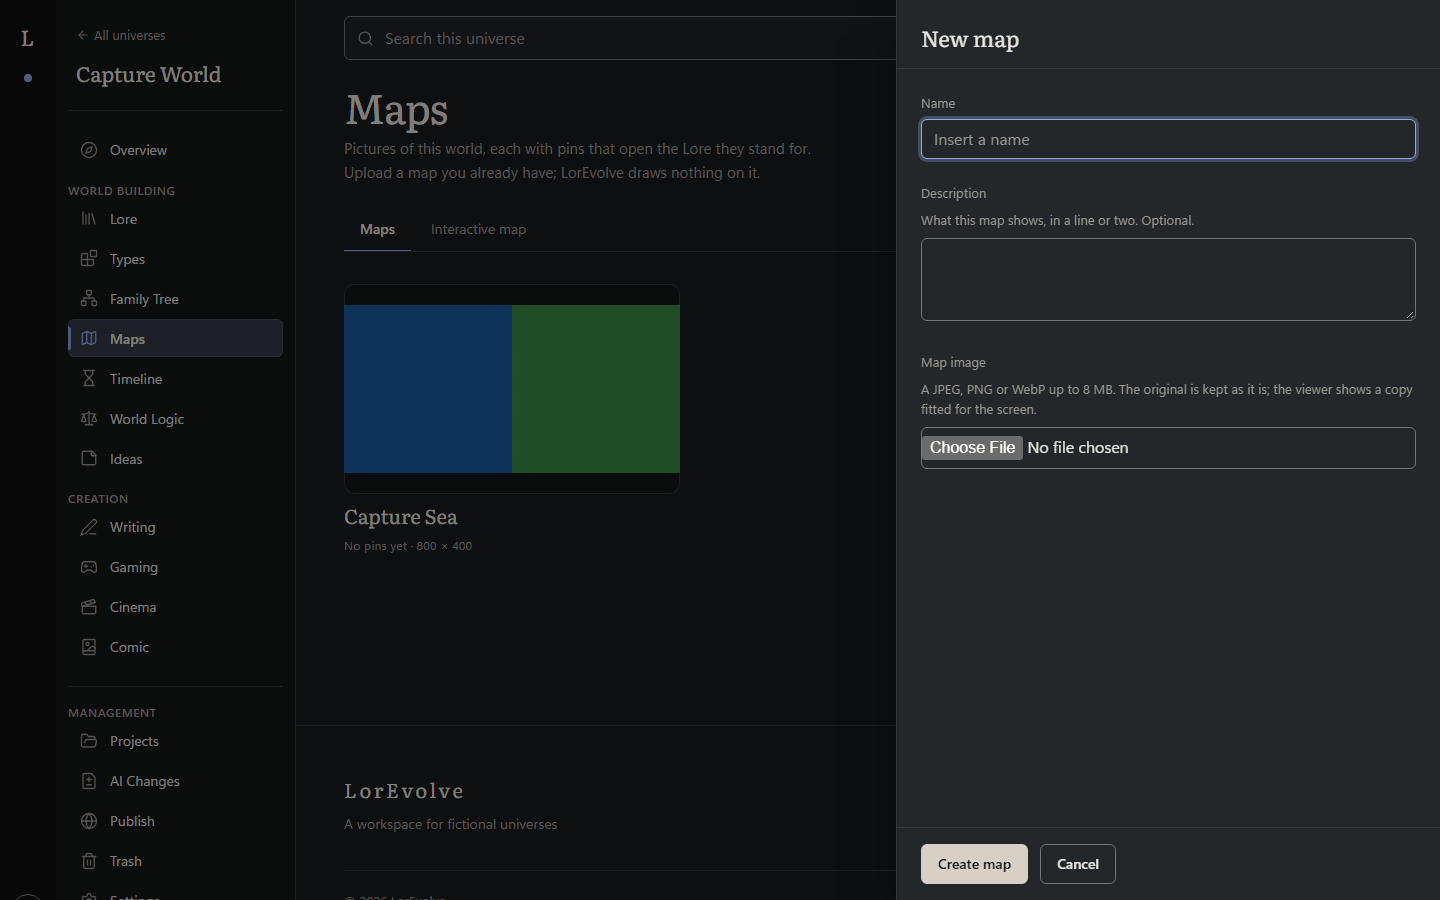 L
All universes
Capture World
Overview
WORLD BUILDING
Lore
Types
Family Tree
Maps
Timeline
World Logic
Ideas
CREATION
Writing
Gaming
Cinema
Comic
MANAGEMENT
Projects
AI Changes
Publish
Trash
Settings
Search this universe
Maps
Pictures of this world, each with pins that open the Lore they stand for.
Upload a map you already have; LorEvolve draws nothing on it.
Maps
Interactive map
Capture Sea
No pins yet · 800 × 400
LorEvolve
A workspace for fictional universes
© 2026 LorEvolve
New map
Name
Insert a name
Description
What this map shows, in a line or two. Optional.
Map image
A JPEG, PNG or WebP up to 8 MB. The original is kept as it is; the viewer shows a copy
fitted for the screen.
Choose File No file chosen
Create map
Cancel